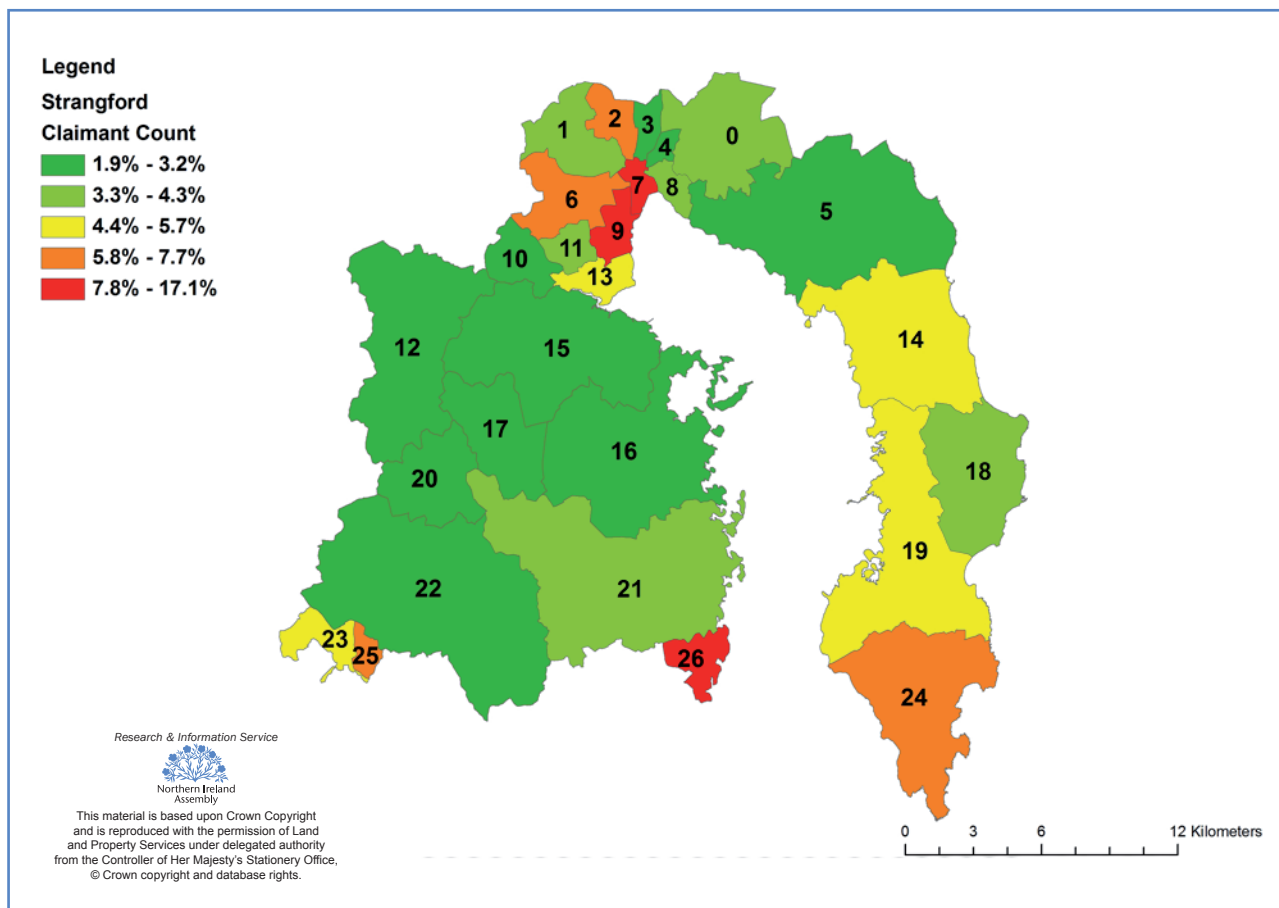 Legend
Strangford
Claimant Count
1.9% - 3.2%
3.3% - 4.3%
4.4% - 5.7%
5.8% - 7.7%
7.8% - 17.1%
0
1
2
3
4
5
6
7
8
9
10
11
12
13
14
15
16
17
18
19
20
21
22
23
24
25
26
Research & Information Service
Northern Ireland
Assembly
This material is based upon Crown Copyright
and is reproduced with the permission of Land
and Property Services under delegated authority
from the Controller of Her Majesty's Stationery Office,
© Crown copyright and database rights.
0 3 6 12 Kilometers